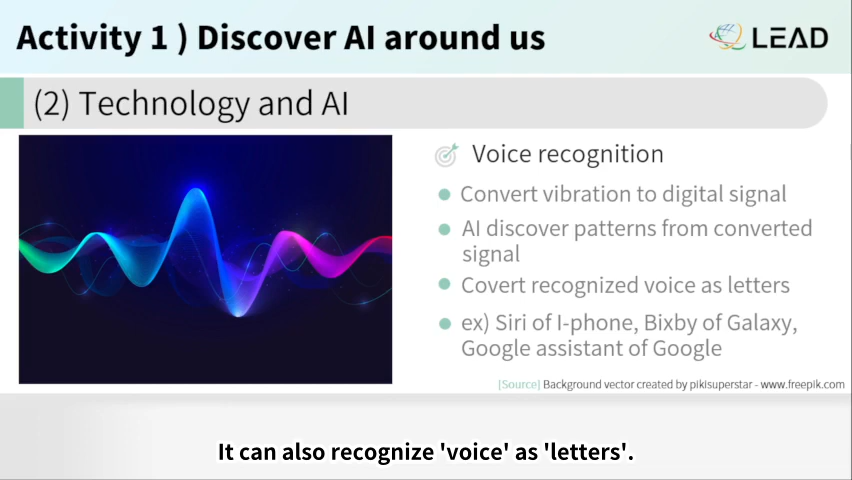 Activity 1 ) Discover AI around us
LEAD
(2) Technology and AI
Voice recognition
Convert vibration to digital signal
AI discover patterns from converted
signal
Covert recognized voice as letters
ex) Siri of I-phone, Bixby of Galaxy,
Google assistant of Google
[Source] Background vector created by pikisuperstar - www.freepik.com
It can also recognize 'voice' as 'letters'.